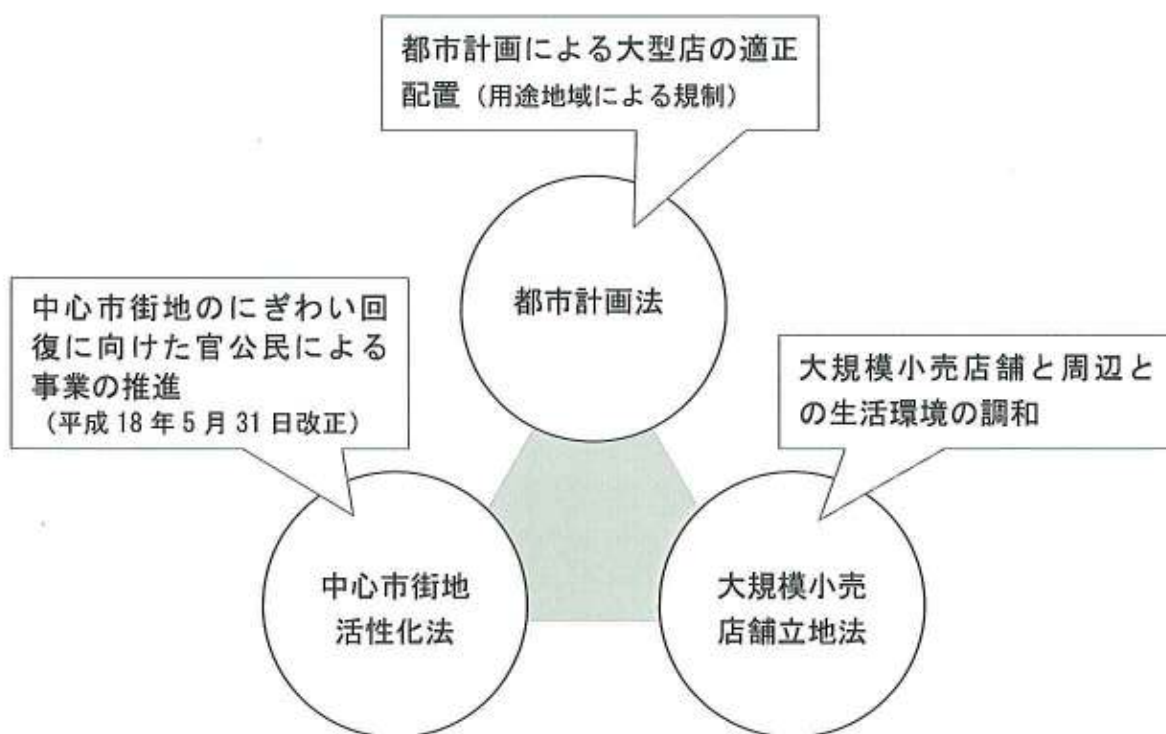 都市計画による大型店の適正
配置（用途地域による規制）
都市計画法
中心市街地のにぎわい回
復に向けた官公民による
事業の推進
（平成 18 年 5 月 31 日改正）
大規模小売店舗と周辺と
の生活環境の調和
中心市街地
活性化法
大規模小売
店舗立地法